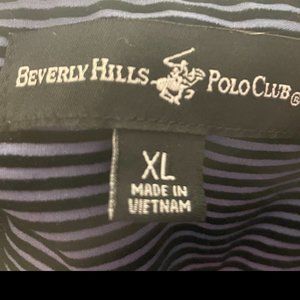 BEVERLY HILLS POLO CLUB®
XL
MADE IN
VIETNAM